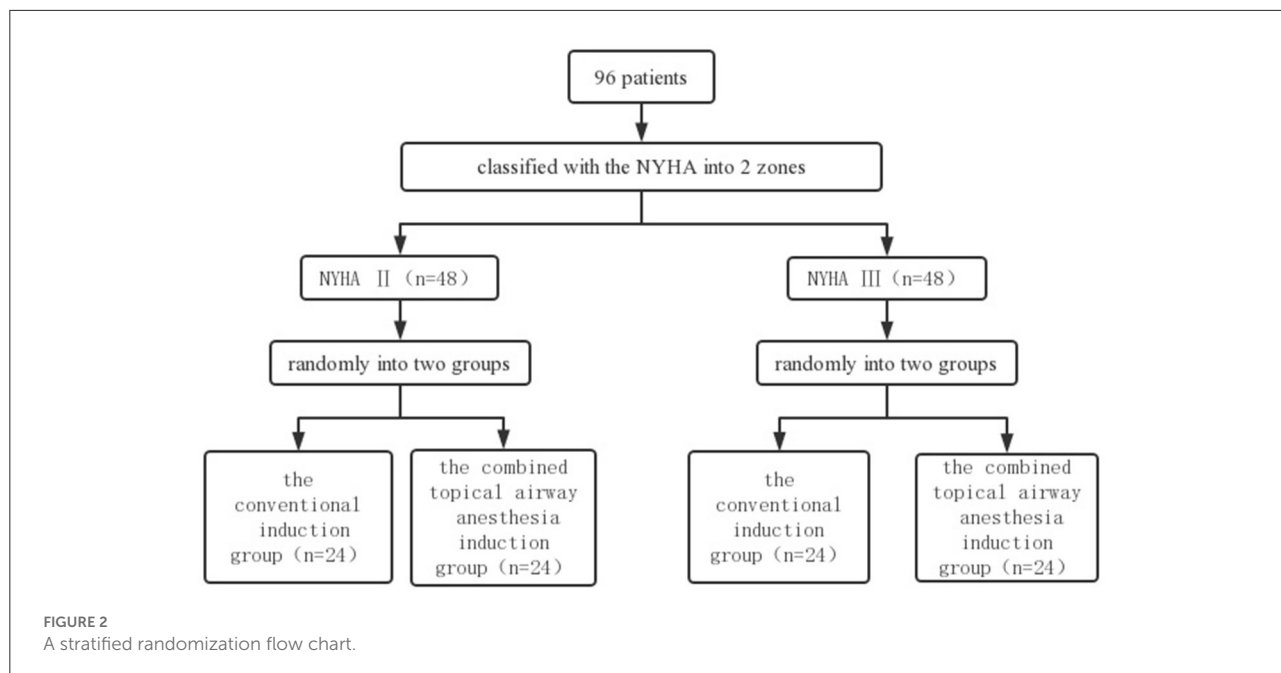 96 patients
classified with the NYHA into 2 zones
NYHA Ⅱ（n=48）
NYHA Ⅲ（n=48）
randomly into two groups
randomly into two groups
the
conventional
induction
group（n=24）
the combined
topical airway
anesthesia
induction
group（n=24）
the
conventional
induction
group（n=24）
the combined
topical airway
anesthesia
induction
group（n=24）
FIGURE 2
A stratified randomization flow chart.